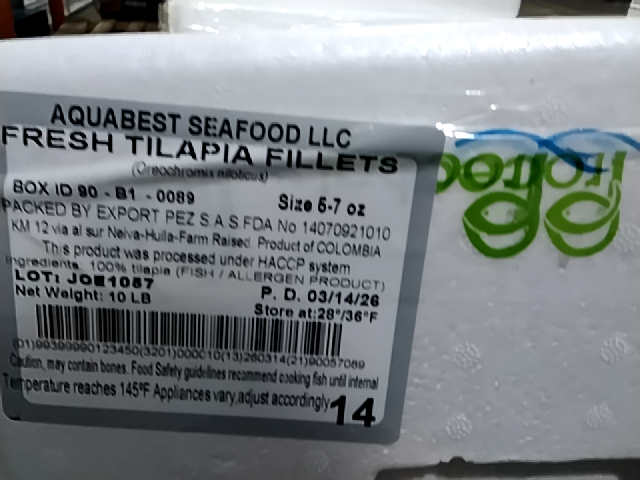 AQUABEST SEAFOOD LLC
FRESH TILAPIA FILLETS
(Oreochromis niloticus)
BOX ID 90 - B1 - 0089 Size 5-7 oz
PACKED BY EXPORT PEZ S.A.S.FDA No 14070921010
KM 12 via al sur Neiva-Huila-Farm Raised. Product of COLOMBIA
This product was processed under HACCP system
Ingredients. 100% tilapia (FISH / ALLERGEN PRODUCT)
LOT: JOE1087 P. D. 03/14/26
Net Weight: 10 LB Store at:28°/36°F
(01)99399990123450(3201)000010(13)260314(21)90057089
Caution, may contain bones. Food Safety guidelines recommend cooking fish until internal
Temperature reaches 145°F Appliances vary,adjust accordingly 14